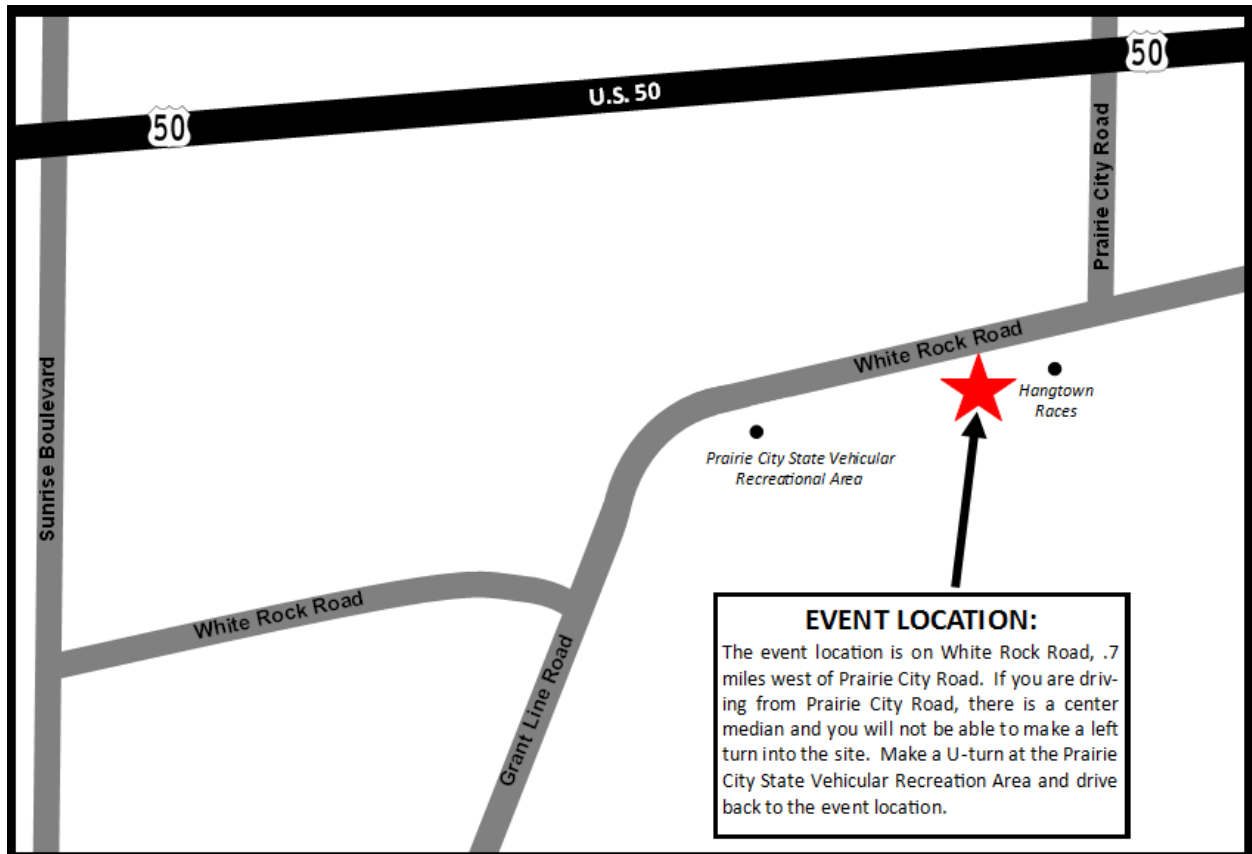 50
U.S. 50
50
Prairie City Road
Sunrise Boulevard
White Rock Road
Hangtown
Races
Prairie City State Vehicular
Recreational Area
White Rock Road
Grant Line Road
EVENT LOCATION:
The event location is on White Rock Road, .7
miles west of Prairie City Road. If you are driv-
ing from Prairie City Road, there is a center
median and you will not be able to make a left
turn into the site. Make a U-turn at the Prairie
City State Vehicular Recreation Area and drive
back to the event location.